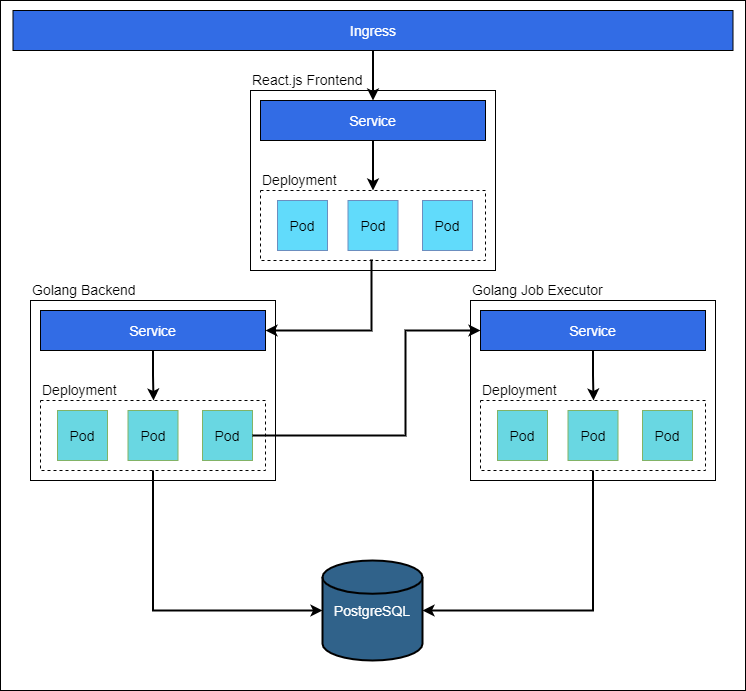 Ingress
React.js Frontend
Service
Deployment
Pod Pod Pod
Golang Backend
Service
Deployment
Pod Pod Pod
Golang Job Executor
Service
Deployment
Pod Pod Pod
PostgreSQL